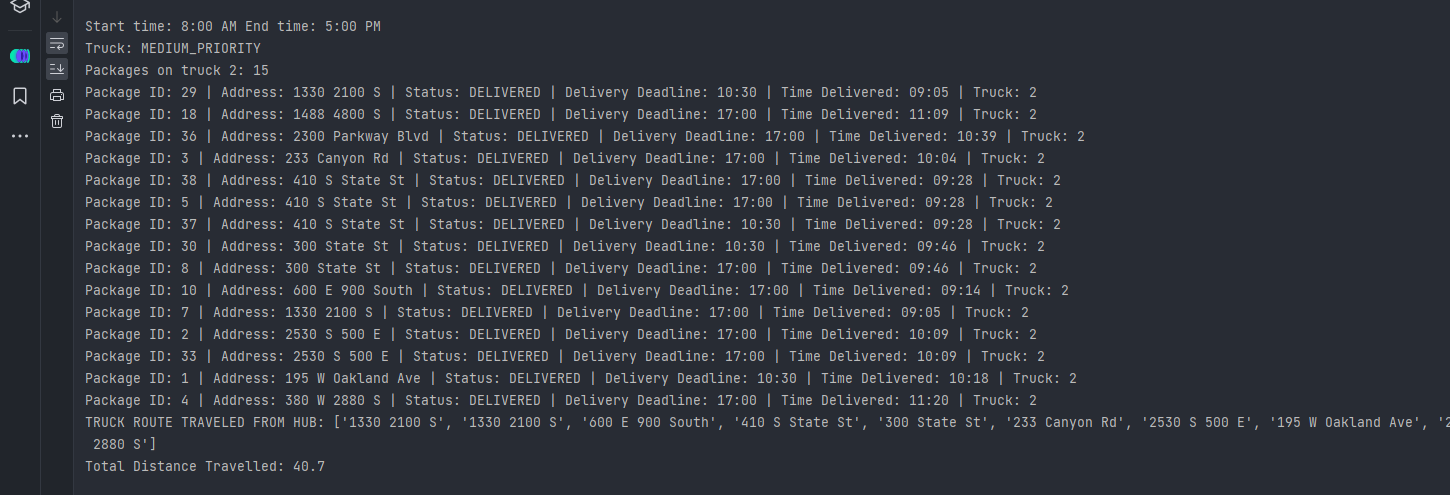 Start time: 8:00 AM End time: 5:00 PM
Truck: MEDIUM_PRIORITY
Packages on truck 2: 15
Package ID: 29 | Address: 1330 2100 S | Status: DELIVERED | Delivery Deadline: 10:30 | Time Delivered: 09:05 | Truck: 2
Package ID: 18 | Address: 1488 4800 S | Status: DELIVERED | Delivery Deadline: 17:00 | Time Delivered: 11:09 | Truck: 2
Package ID: 36 | Address: 2300 Parkway Blvd | Status: DELIVERED | Delivery Deadline: 17:00 | Time Delivered: 10:39 | Truck: 2
Package ID: 3 | Address: 233 Canyon Rd | Status: DELIVERED | Delivery Deadline: 17:00 | Time Delivered: 10:04 | Truck: 2
Package ID: 38 | Address: 410 S State St | Status: DELIVERED | Delivery Deadline: 17:00 | Time Delivered: 09:28 | Truck: 2
Package ID: 5 | Address: 410 S State St | Status: DELIVERED | Delivery Deadline: 17:00 | Time Delivered: 09:28 | Truck: 2
Package ID: 37 | Address: 410 S State St | Status: DELIVERED | Delivery Deadline: 10:30 | Time Delivered: 09:28 | Truck: 2
Package ID: 30 | Address: 300 State St | Status: DELIVERED | Delivery Deadline: 10:30 | Time Delivered: 09:46 | Truck: 2
Package ID: 8 | Address: 300 State St | Status: DELIVERED | Delivery Deadline: 17:00 | Time Delivered: 09:46 | Truck: 2
Package ID: 10 | Address: 600 E 900 South | Status: DELIVERED | Delivery Deadline: 17:00 | Time Delivered: 09:14 | Truck: 2
Package ID: 7 | Address: 1330 2100 S | Status: DELIVERED | Delivery Deadline: 17:00 | Time Delivered: 09:05 | Truck: 2
Package ID: 2 | Address: 2530 S 500 E | Status: DELIVERED | Delivery Deadline: 17:00 | Time Delivered: 10:09 | Truck: 2
Package ID: 33 | Address: 2530 S 500 E | Status: DELIVERED | Delivery Deadline: 17:00 | Time Delivered: 10:09 | Truck: 2
Package ID: 1 | Address: 195 W Oakland Ave | Status: DELIVERED | Delivery Deadline: 10:30 | Time Delivered: 10:18 | Truck: 2
Package ID: 4 | Address: 380 W 2880 S | Status: DELIVERED | Delivery Deadline: 17:00 | Time Delivered: 11:20 | Truck: 2
TRUCK ROUTE TRAVELED FROM HUB: ['1330 2100 S', '1330 2100 S', '600 E 900 South', '410 S State St', '300 State St', '233 Canyon Rd', '2530 S 500 E', '195 W Oakland Ave', '2
2880 S']
Total Distance Travelled: 40.7